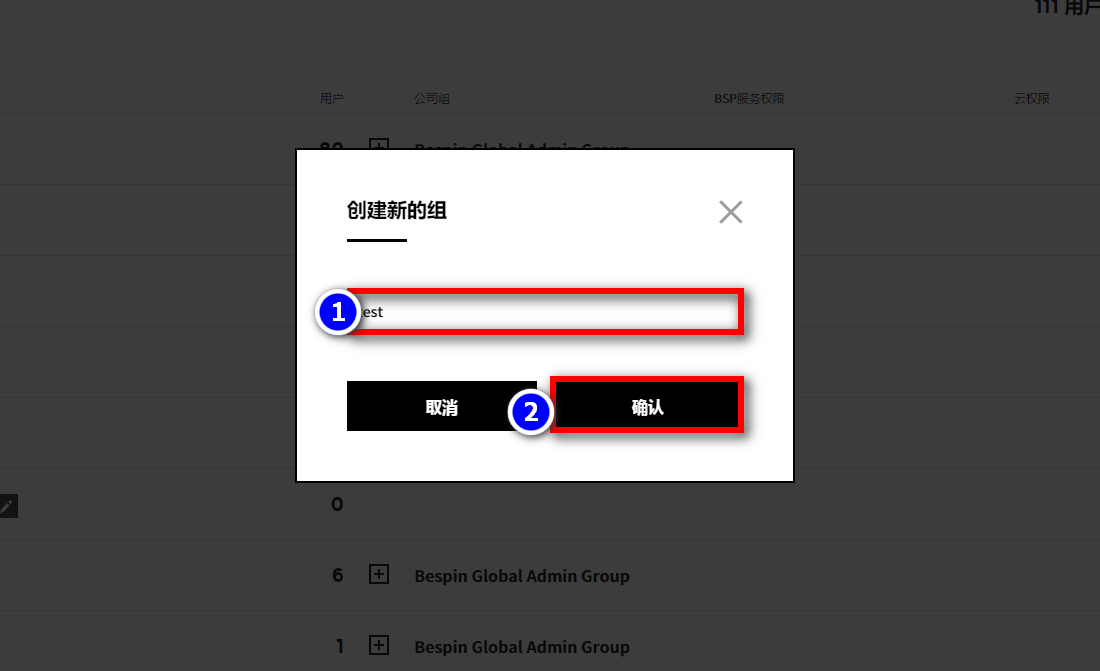 111 用户
用户 公司组 BSP服务权限 云权限
80 Bespin Global Admin Group
创建新的组
1 est
取消 2 确认
0
6 Bespin Global Admin Group
1 Bespin Global Admin Group